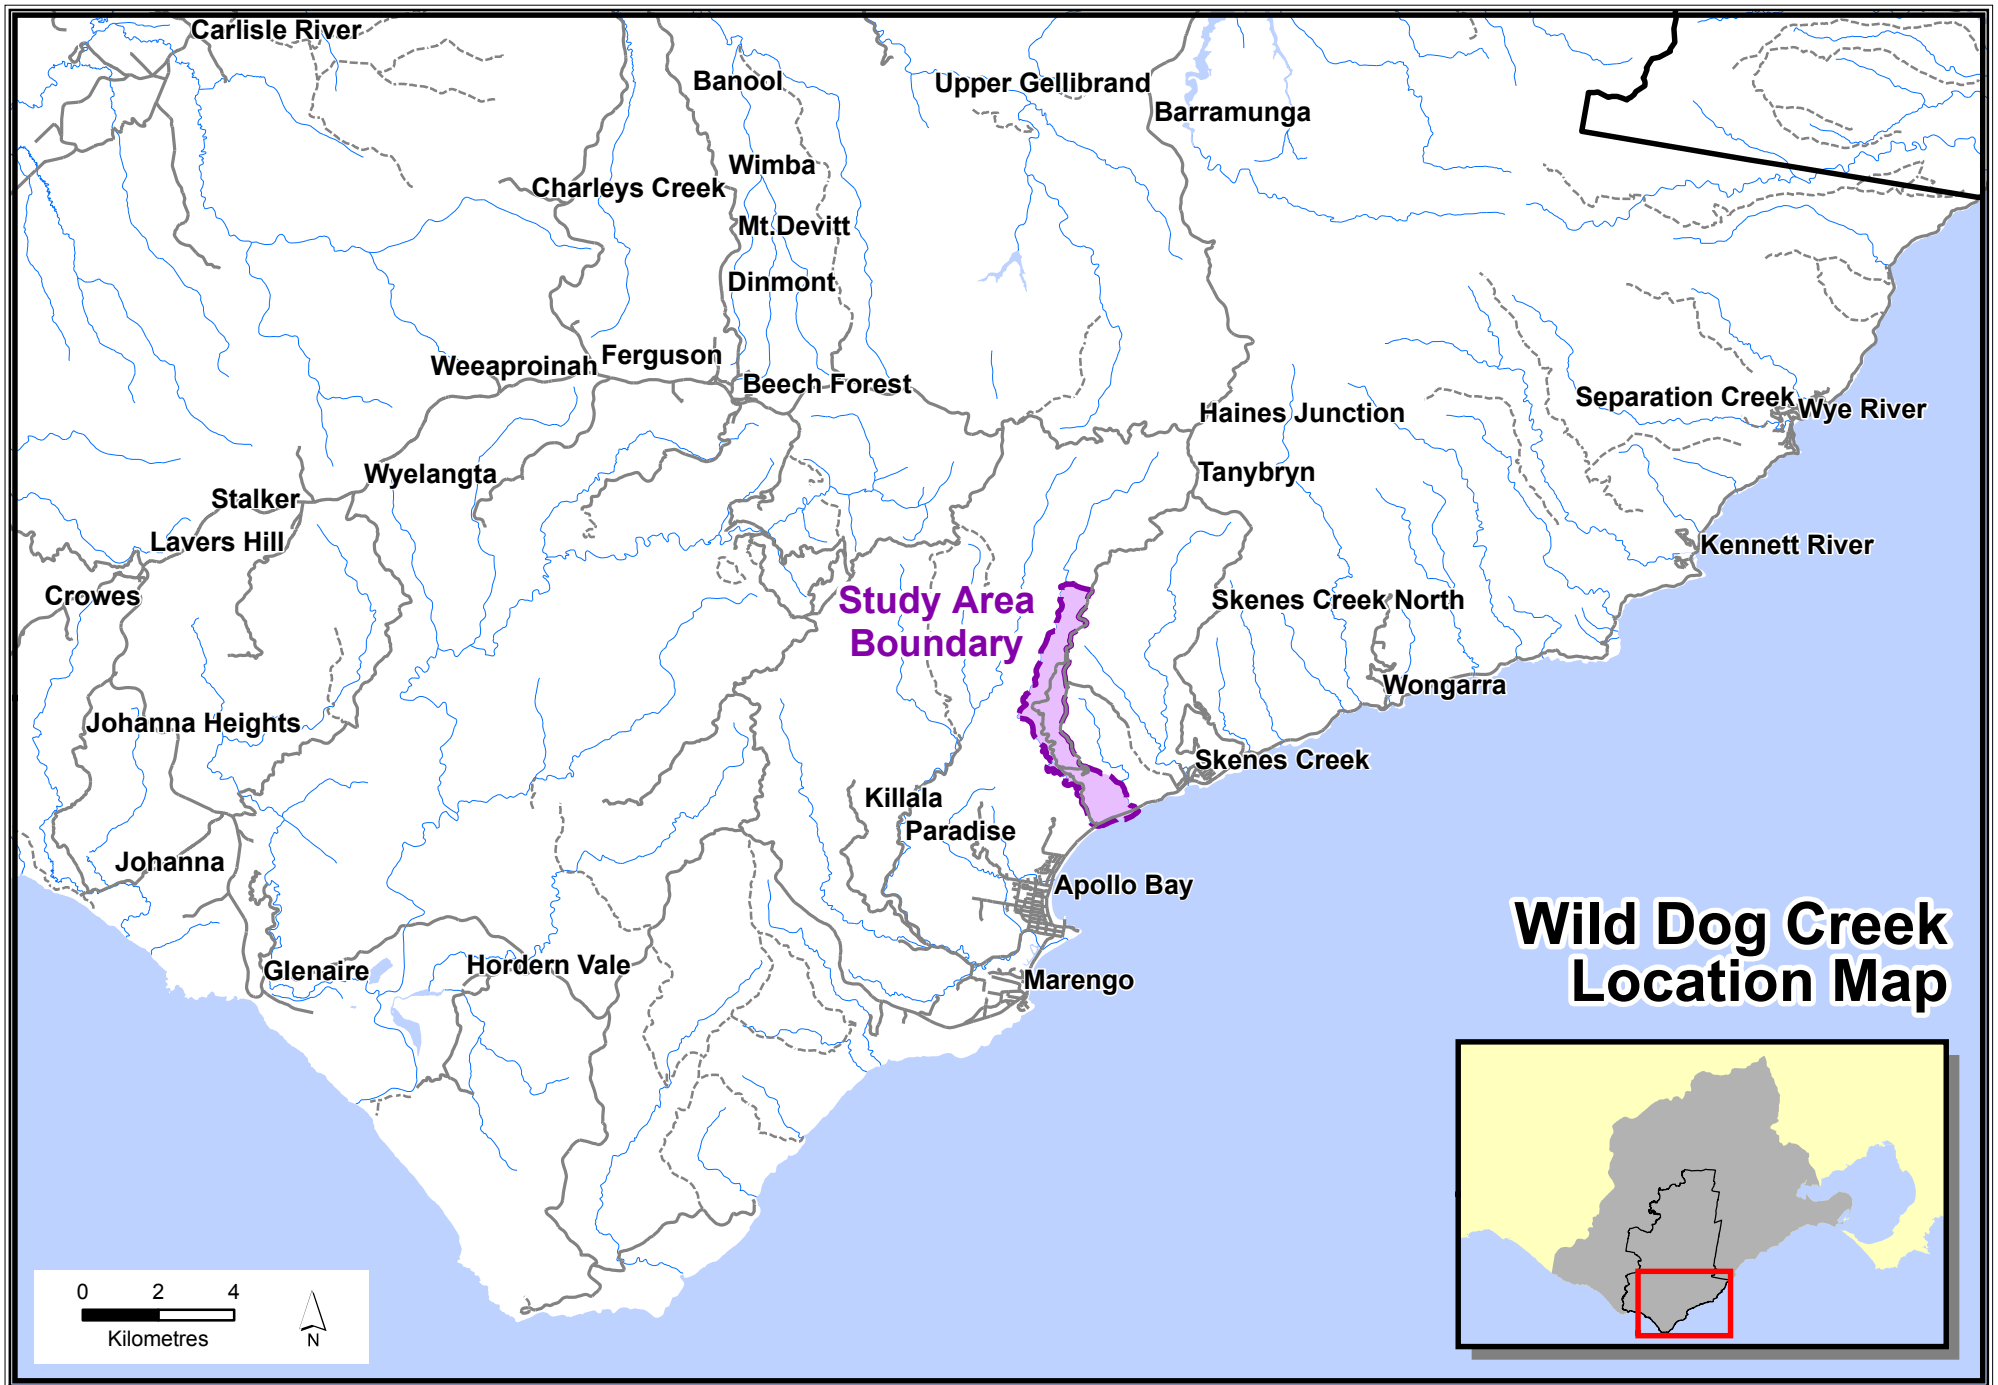 Carlisle River
Banool
Upper Gellibrand
Barramunga
Wimba
Charleys Creek
Mt.Devitt
Dinmont
Ferguson
Weeaproinah
Beech Forest
Separation Creek
Wye River
Haines Junction
Wyelangta
Tanybryn
Stalker
Lavers Hill
Kennett River
Crowes
Study Area
Boundary
Skenes Creek North
Wongarra
Johanna Heights
Skenes Creek
Killala
Paradise
Johanna
Apollo Bay
Wild Dog Creek
Location Map
Glenaire
Hordern Vale
Marengo
0 2 4
Kilometres
N